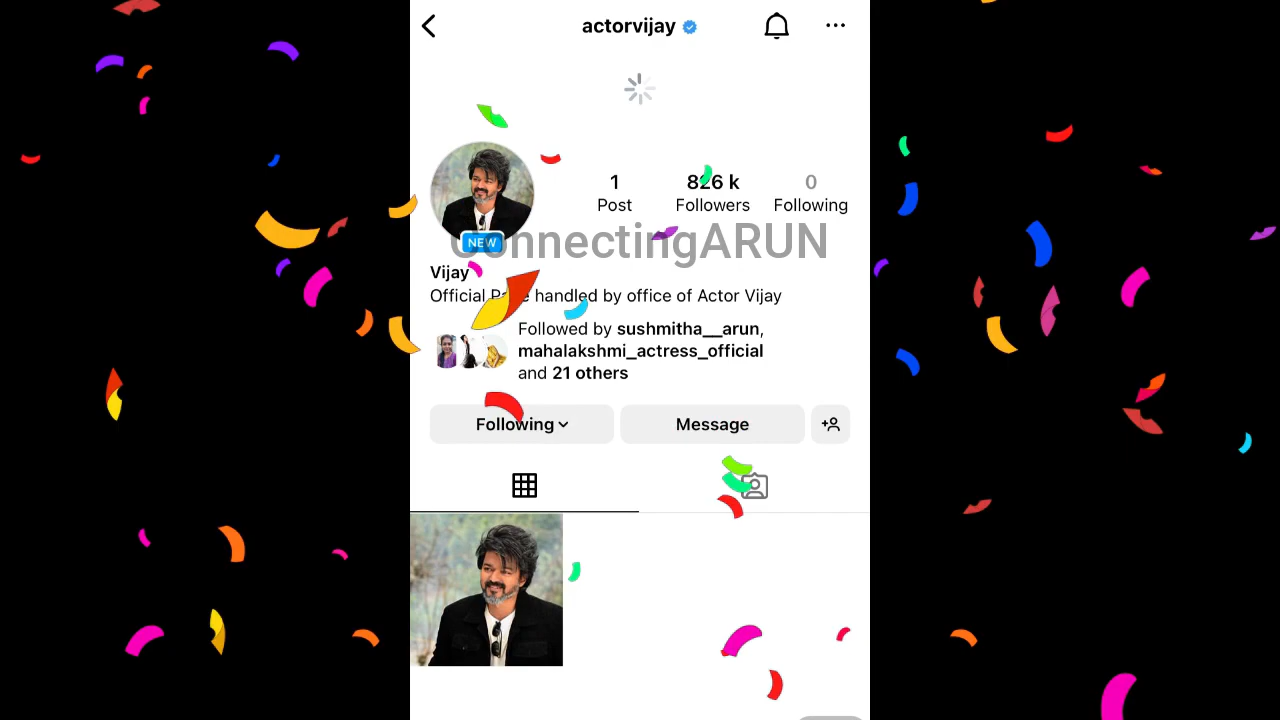 actorvijay
1 826 k 0
Post Followers Following
ConnectingARUN
NEW
Vijay
Official Page handled by office of Actor Vijay
Followed by sushmitha__arun,
mahalakshmi_actress_official
and 21 others
Following Message